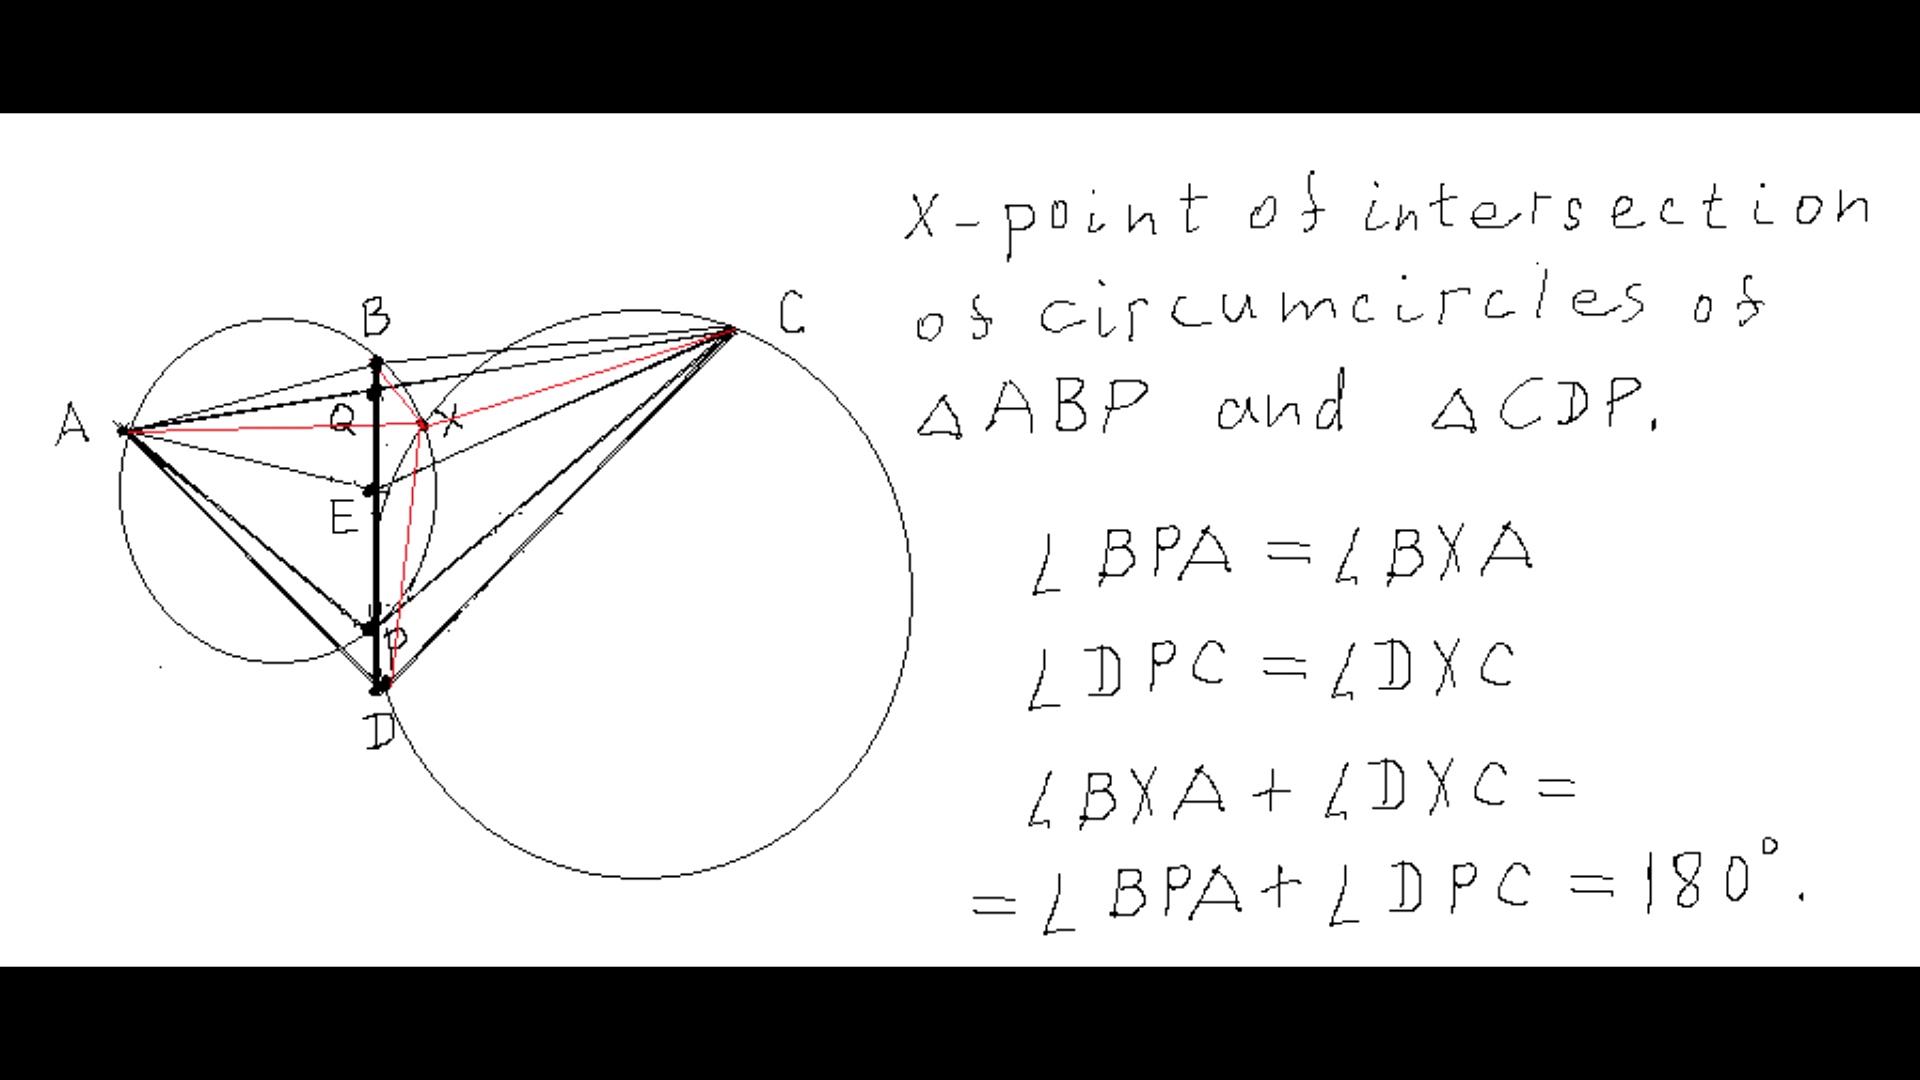 X-point of intersection
of circumcircles of
△ABP and △CDP.
∠BPA=∠BXA
∠DPC=∠DXC
∠BXA+∠DXC=
=∠BPA+∠DPC=180°.
B
C
A
Q
X
E
P
D